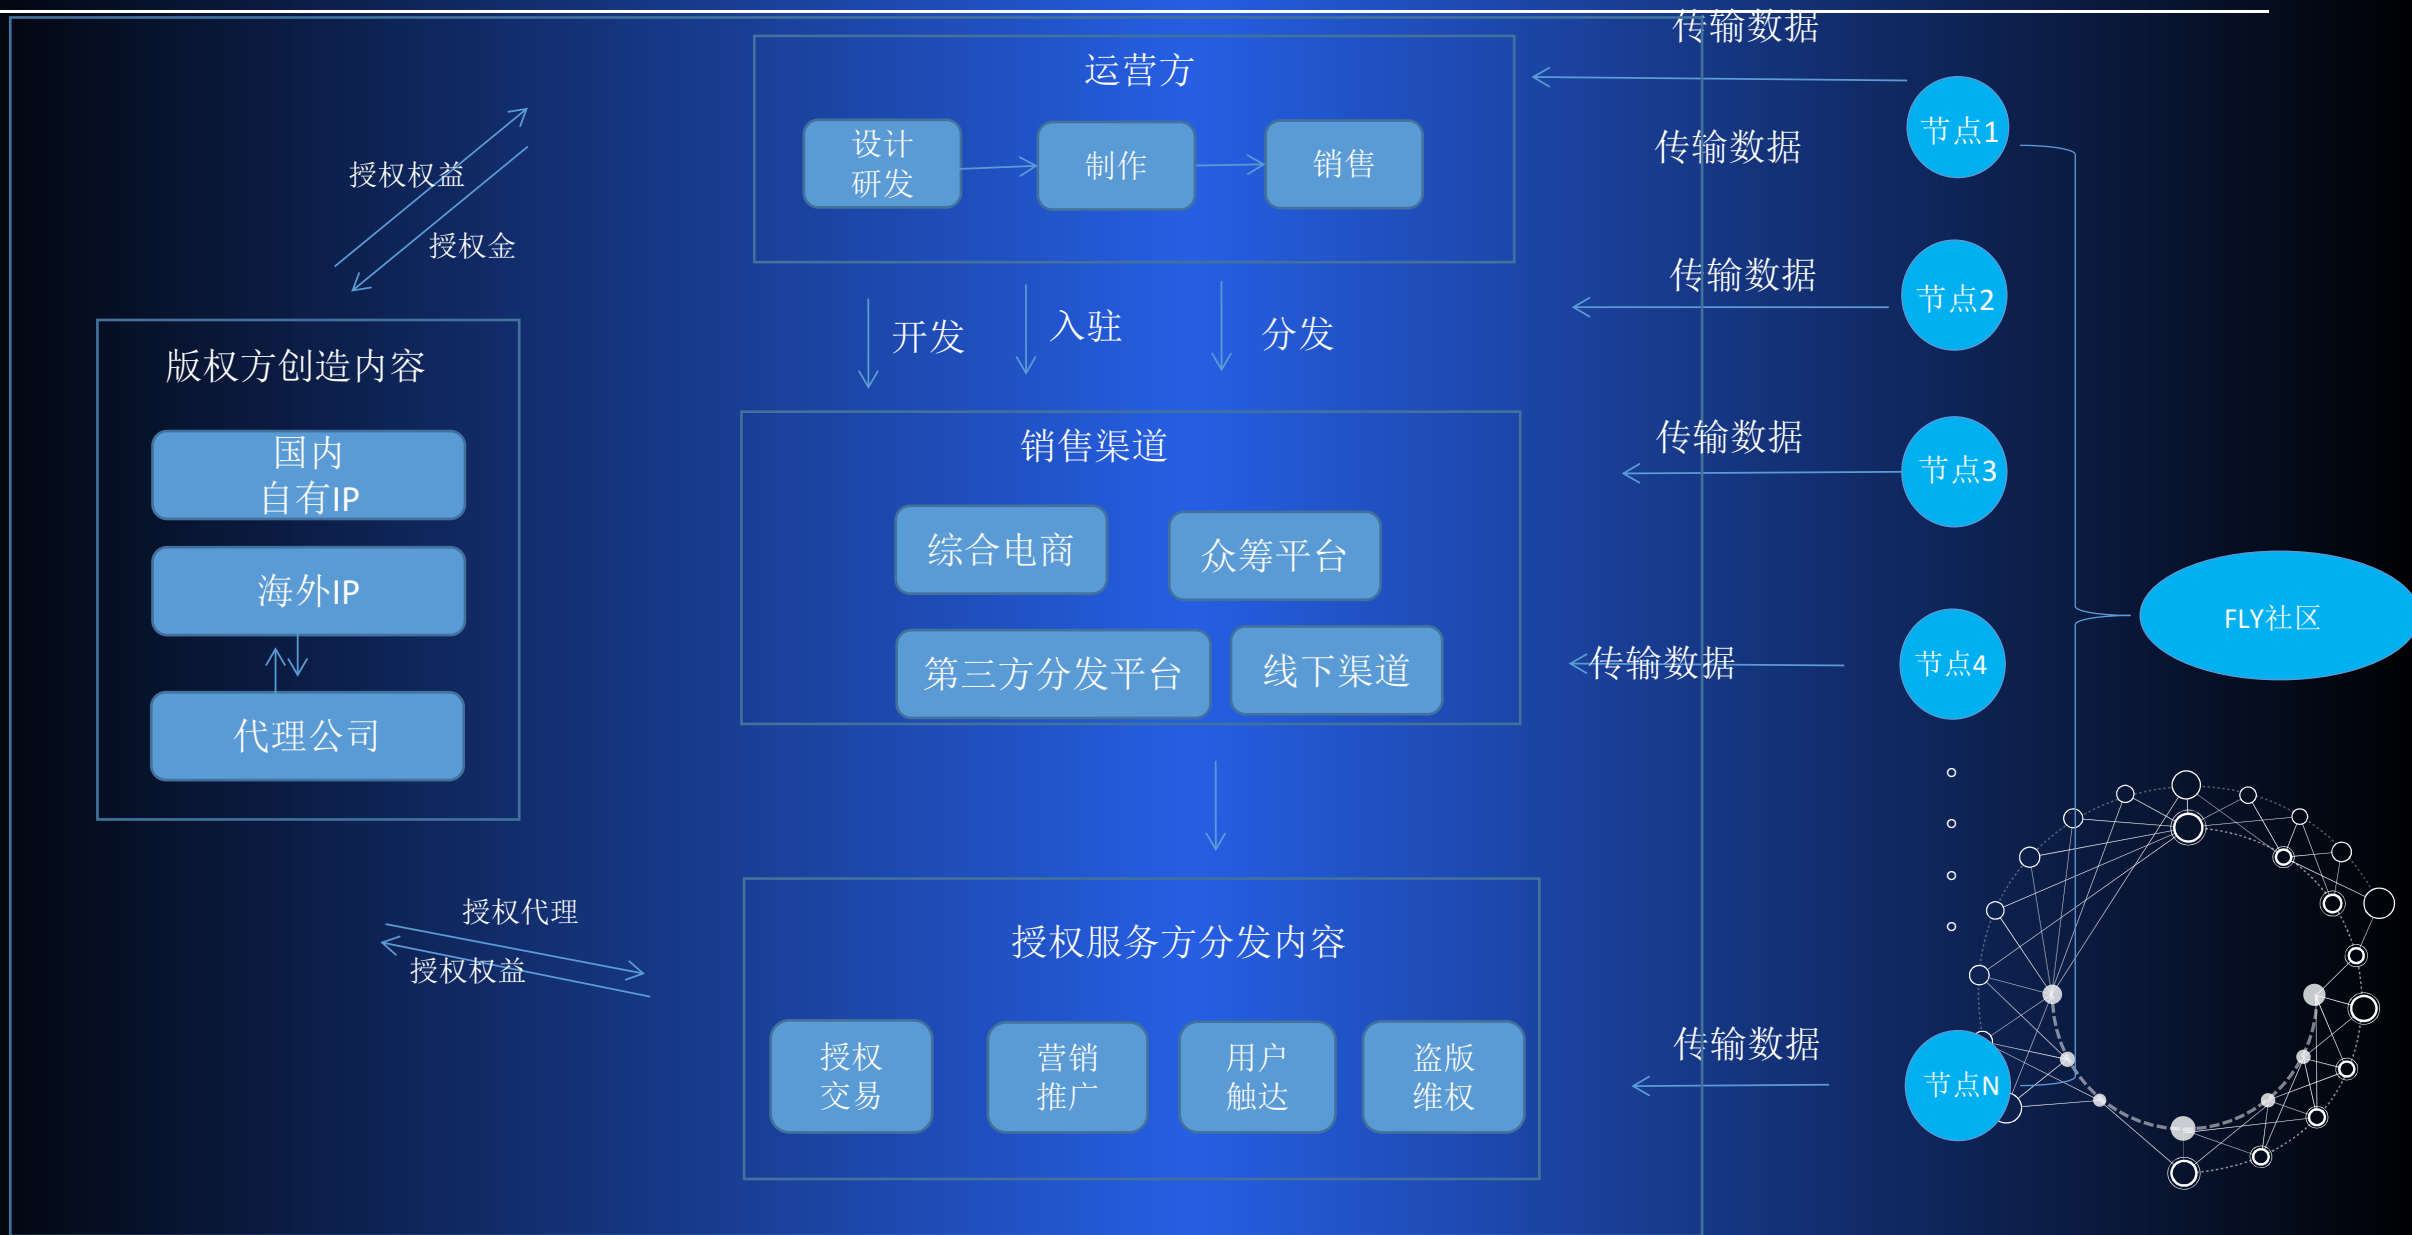 传输数据
运营方
设计
研发
制作
销售
节点1
授权权益
传输数据
授权金
传输数据
节点2
开发
入驻
分发
版权方创造内容
国内
自有IP
海外IP
代理公司
销售渠道
综合电商
众筹平台
第三方分发平台
线下渠道
传输数据
节点3
FLY社区
传输数据
节点4
授权代理
授权权益
授权服务方分发内容
授权
交易
营销
推广
用户
触达
盗版
维权
传输数据
节点N